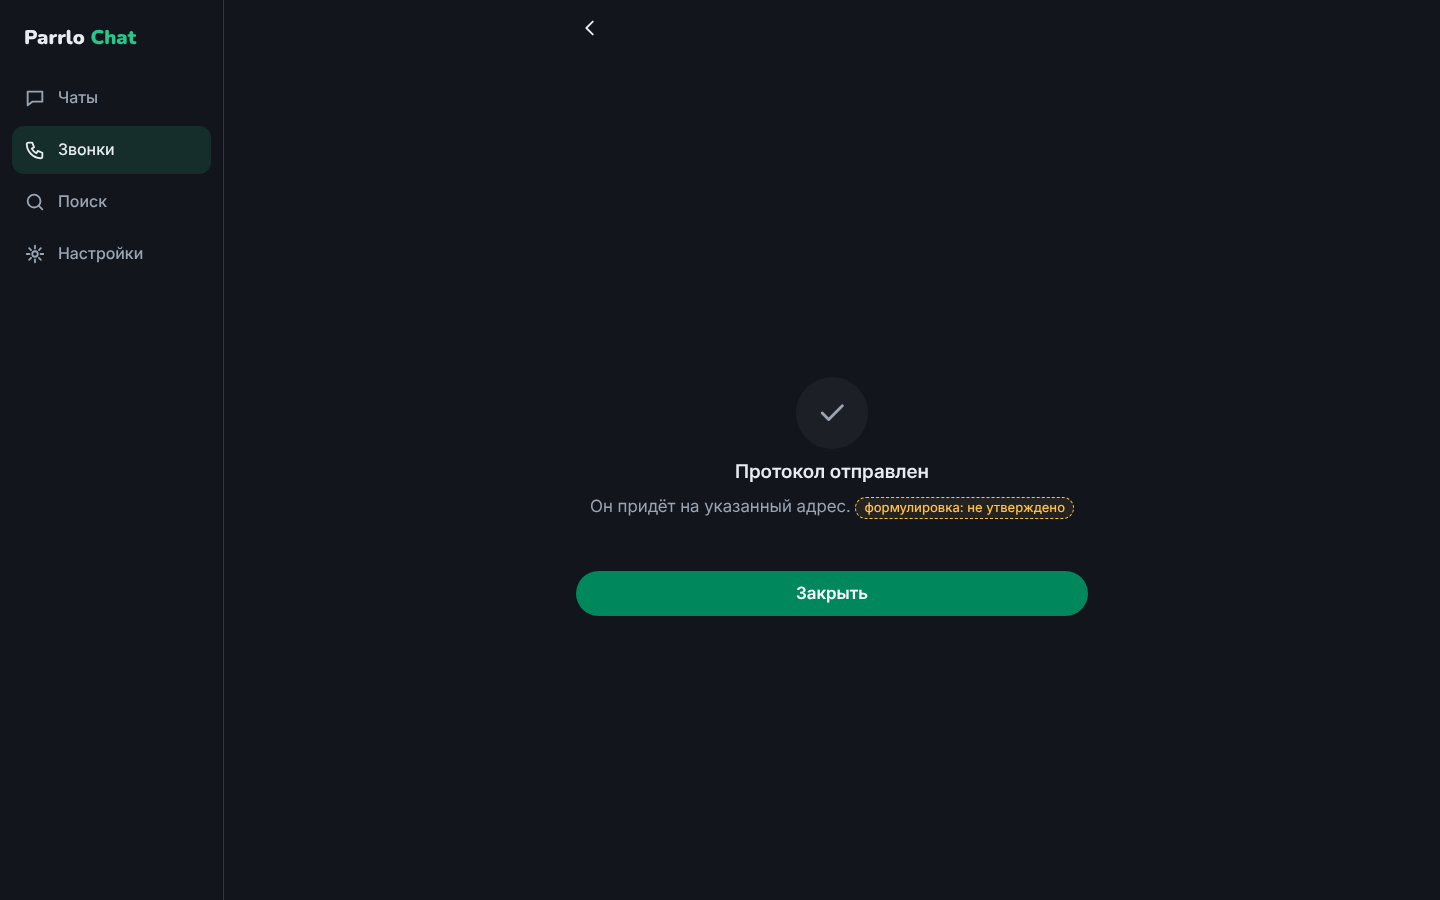 Parrlo Chat
Чаты
Звонки
Поиск
Настройки
Протокол отправлен
Он придёт на указанный адрес. формулировка: не утверждено
Закрыть